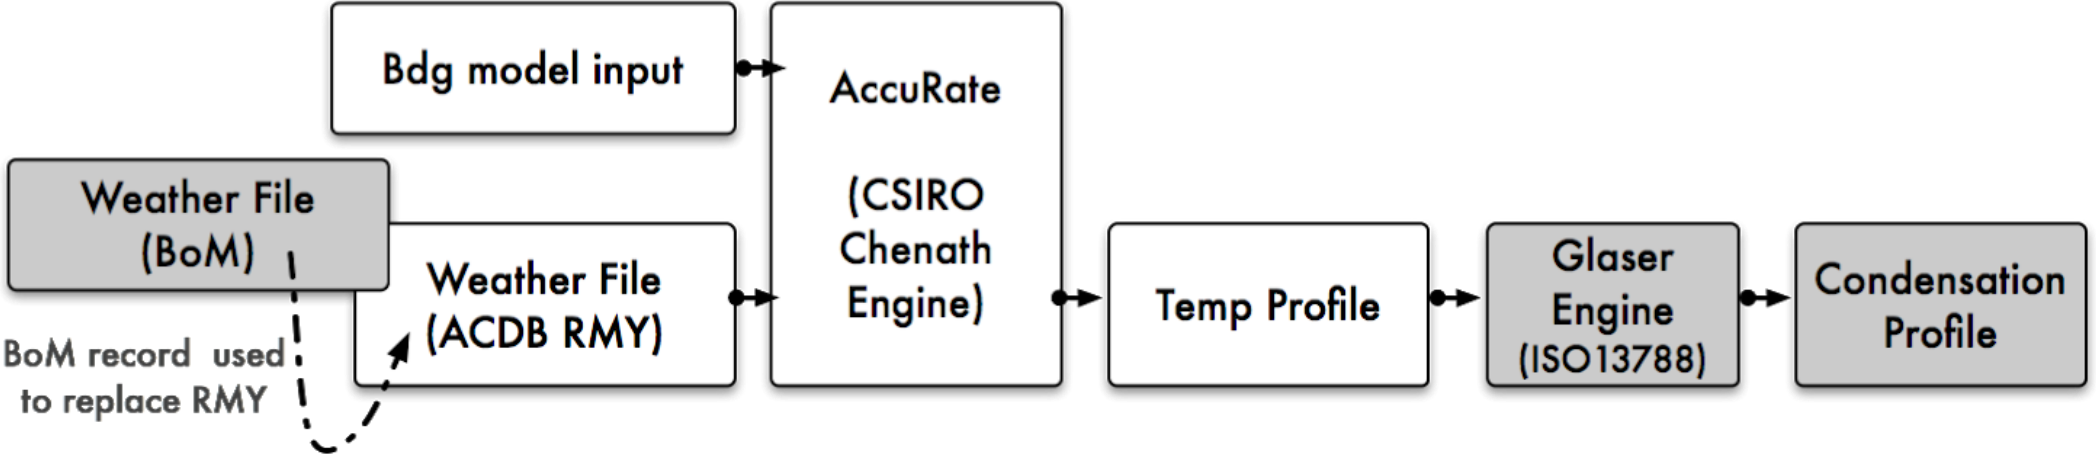 Bdg model input
AccuRate
(CSIRO
Chenath
Engine)
Weather File
(BoM)
Weather File
(ACDB RMY)
BoM record used
to replace RMY
Temp Profile
Glaser
Engine
(ISO13788)
Condensation
Profile